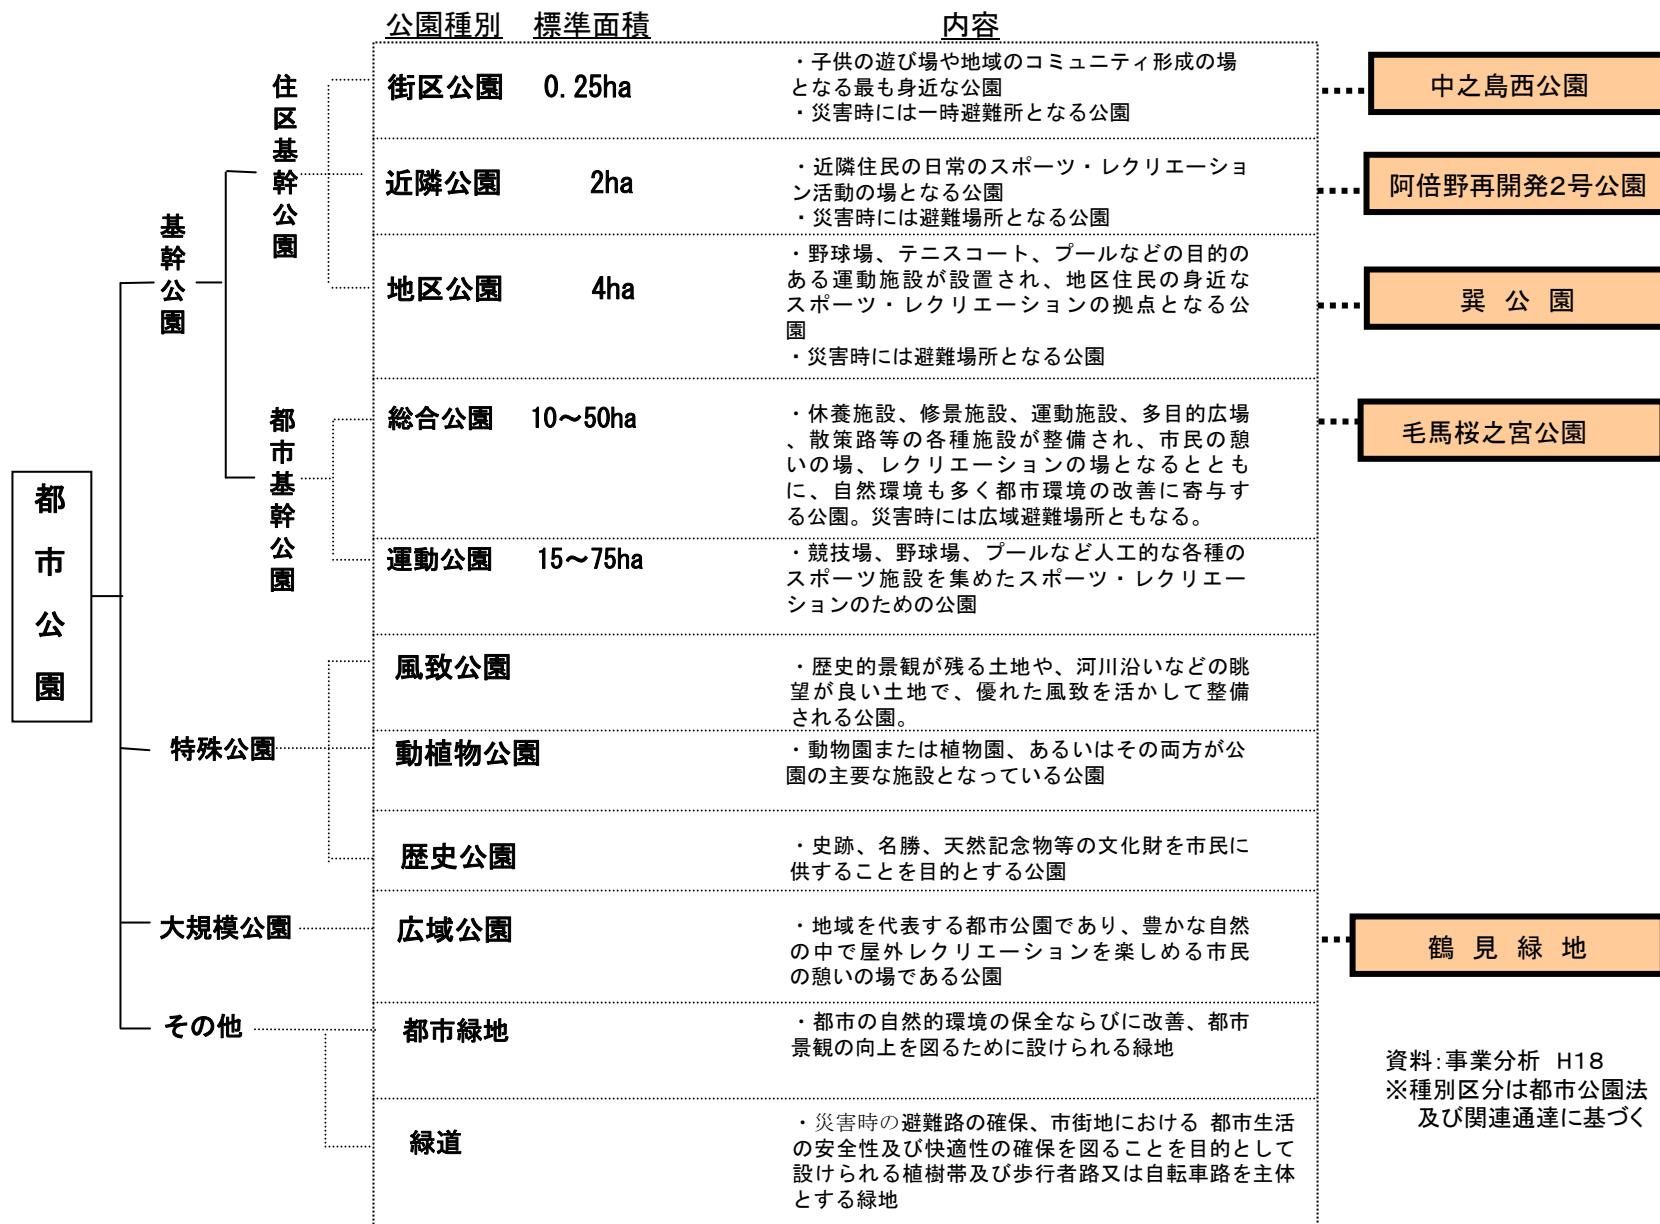 公園種別 標準面積 内容
都市公園
基幹公園
住区基幹公園
街区公園 0.25ha
・子供の遊び場や地域のコミュニティ形成の場
となる最も身近な公園
・災害時には一時避難所となる公園
中之島西公園
近隣公園 2ha
・近隣住民の日常のスポーツ・レクリエーショ
ン活動の場となる公園
・災害時には避難場所となる公園
阿倍野再開発2号公園
地区公園 4ha
・野球場、テニスコート、プールなどの目的の
ある運動施設が設置され、地区住民の身近な
スポーツ・レクリエーションの拠点となる公
園
・災害時には避難場所となる公園
巽 公 園
都市基幹公園
総合公園 10～50ha
・休養施設、修景施設、運動施設、多目的広場
、散策路等の各種施設が整備され、市民の憩
いの場、レクリエーションの場となるととも
に、自然環境も多く都市環境の改善に寄与す
る公園。災害時には広域避難場所ともなる。
毛馬桜之宮公園
運動公園 15～75ha
・競技場、野球場、プールなど人工的な各種の
スポーツ施設を集めたスポーツ・レクリエー
ションのための公園
特殊公園
風致公園
・歴史的景観が残る土地や、河川沿いなどの眺
望が良い土地で、優れた風致を活かして整備
される公園。
動植物公園
・動物園または植物園、あるいはその両方が公
園の主要な施設となっている公園
歴史公園
・史跡、名勝、天然記念物等の文化財を市民に
供することを目的とする公園
大規模公園
広域公園
・地域を代表する都市公園であり、豊かな自然
の中で屋外レクリエーションを楽しめる市民
の憩いの場である公園
鶴 見 緑 地
その他
都市緑地
・都市の自然的環境の保全ならびに改善、都市
景観の向上を図るために設けられる緑地
緑道
・災害時の避難路の確保、市街地における 都市生活
の安全性及び快適性の確保を図ることを目的として
設けられる植樹帯及び歩行者路又は自転車路を主体
とする緑地
資料：事業分析 H18
※種別区分は都市公園法
及び関連通達に基づく